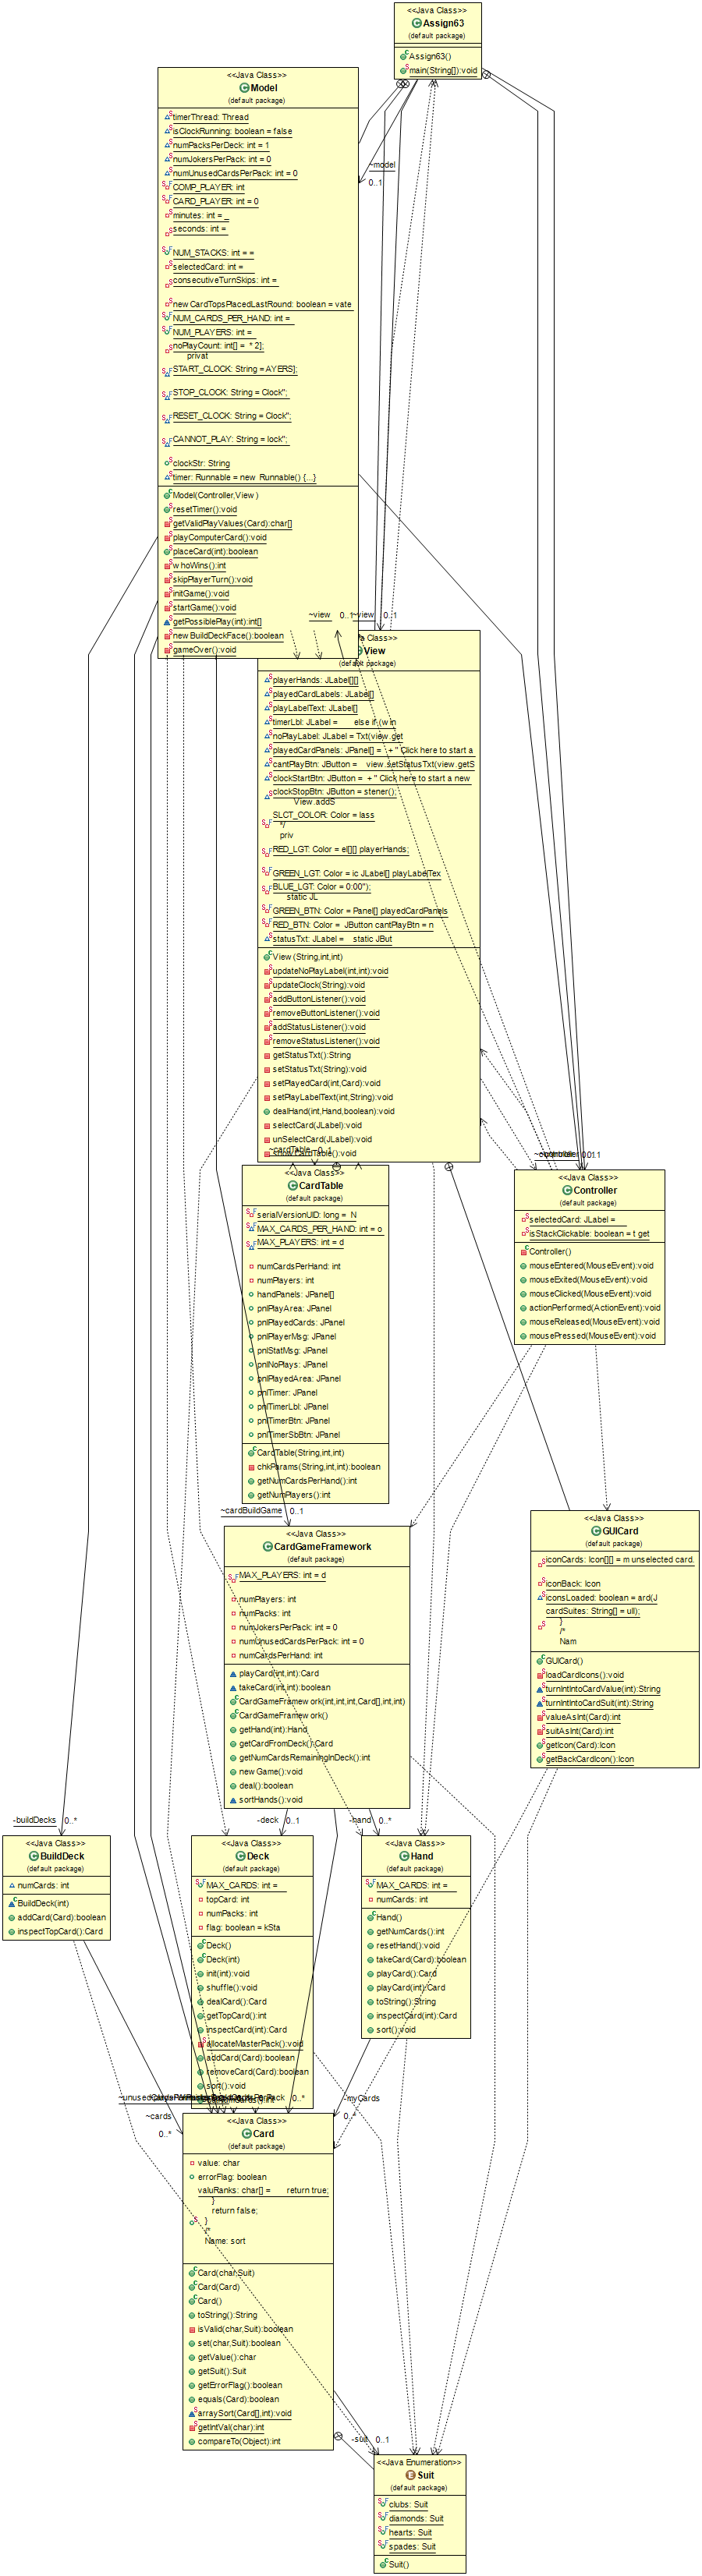 <<Java Class>>
Assign63
(default package)
Assign63()
main(String[]):void
<<Java Class>>
Model
(default package)
timerThread: Thread
isClockRunning: boolean = false
numPacksPerDeck: int = 1
numJokersPerPack: int = 0
numUnusedCardsPerPack: int = 0
COMP_PLAYER: int
CARD_PLAYER: int = 0
minutes: int = _
seconds: int =
NUM_STACKS: int = =
selectedCard: int =
consecutiveTurnSkips: int =
new CardTopsPlacedLastRound: boolean = vate
NUM_CARDS_PER_HAND: int =
NUM_PLAYERS: int =
noPlayCount: int[] = * 2];
privat
START_CLOCK: String = AYERS];
STOP_CLOCK: String = Clock";
RESET_CLOCK: String = Clock";
CANNOT_PLAY: String = lock";
clockStr: String
timer: Runnable = new Runnable() {...}
Model(Controller,View )
resetTimer():void
getValidPlayValues(Card):char[]
playComputerCard():void
placeCard(int):boolean
w hoWins():int
skipPlayerTurn():void
initGame():void
startGame():void
getPossiblePlay(int):int[]
new BuildDeckFace():boolean
gameOver():void
~model
0..1
~view
0..1
~view
0..1
a Class>>
View
(default package)
playerHands: JLabel[][]
playedCardLabels: JLabel[]
playLabelText: JLabel[]
timerLbl: JLabel = else if (w in
noPlayLabel: JLabel = Txt(view.get
playedCardPanels: JPanel[] = + " Click here to start a
cantPlayBtn: JButton = view.setStatusTxt(view.getS
clockStartBtn: JButton = + " Click here to start a new
clockStopBtn: JButton = stener();
View.addS
SLCT_COLOR: Color = lass
*/
priv
RED_LGT: Color = el[][] playerHands;
GREEN_LGT: Color = ic JLabel[] playLabelTex
BLUE_LGT: Color = 0:00");
static JL
GREEN_BTN: Color = Panel[] playedCardPanels
RED_BTN: Color = JButton cantPlayBtn = n
statusTxt: JLabel = static JBut
View (String,int,int)
updateNoPlayLabel(int,int):void
updateClock(String):void
addButtonListener():void
removeButtonListener():void
addStatusListener():void
removeStatusListener():void
getStatusTxt():String
setStatusTxt(String):void
setPlayedCard(int,Card):void
setPlayLabelText(int,String):void
dealHand(int,Hand,boolean):void
selectCard(JLabel):void
unSelectCard(JLabel):void
~cardTable
0..1
<<Java Class>>
CardTable
(default package)
serialVersionUID: long = N
MAX_CARDS_PER_HAND: int = o
MAX_PLAYERS: int = d
numCardsPerHand: int
numPlayers: int
handPanels: JPanel[]
pnlPlayArea: JPanel
pnlPlayedCards: JPanel
pnlPlayerMsg: JPanel
pnlStatMsg: JPanel
pnlNoPlays: JPanel
pnlPlayedArea: JPanel
pnlTimer: JPanel
pnlTimerLbl: JPanel
pnlTimerBtn: JPanel
pnlTimerSbBtn: JPanel
CardTable(String,int,int)
chkParams(String,int,int):boolean
getNumCardsPerHand():int
getNumPlayers():int
<<Java Class>>
Controller
(default package)
selectedCard: JLabel =
isStackClickable: boolean = t get
Controller()
mouseEntered(MouseEvent):void
mouseExited(MouseEvent):void
mouseClicked(MouseEvent):void
actionPerformed(ActionEvent):void
mouseReleased(MouseEvent):void
mousePressed(MouseEvent):void
~cardBuildGame
0..1
<<Java Class>>
CardGameFramework
(default package)
MAX_PLAYERS: int = d
numPlayers: int
numPacks: int
numJokersPerPack: int = 0
numUnusedCardsPerPack: int = 0
numCardsPerHand: int
playCard(int,int):Card
takeCard(int,int):boolean
CardGameFramew ork(int,int,int,Card[],int,int)
CardGameFramew ork()
getHand(int):Hand
getCardFromDeck():Card
getNumCardsRemainingInDeck():int
new Game():void
deal():boolean
sortHands():void
<<Java Class>>
GUICard
(default package)
iconCards: Icon[][] = m unselected card.
iconBack: Icon
iconsLoaded: boolean = ard(J
cardSuites: String[] = ull);
}
/*
Nam
GUICard()
loadCardIcons():void
turnIntIntoCardValue(int):String
turnIntIntoCardSuit(int):String
valueAsInt(Card):int
suitAsInt(Card):int
getIcon(Card):Icon
getBackCardIcon():Icon
-buildDecks
0..*
-deck
0..1
-hand
0..*
<<Java Class>>
BuildDeck
(default package)
numCards: int
BuildDeck(int)
addCard(Card):boolean
inspectTopCard():Card
<<Java Class>>
Deck
(default package)
MAX_CARDS: int =
topCard: int
numPacks: int
flag: boolean = kSta
Deck()
Deck(int)
init(int):void
shuffle():void
dealCard():Card
getTopCard():int
inspectCard(int):Card
allocateMasterPack():void
addCard(Card):boolean
removeCard(Card):boolean
sort():void
<<Java Class>>
Hand
(default package)
MAX_CARDS: int =
numCards: int
Hand()
getNumCards():int
resetHand():void
takeCard(Card):boolean
playCard():Card
playCard(int):Card
toString():String
inspectCard(int):Card
sort():void
0..*
-myCards
0..*
~cards
0..*
<<Java Class>>
Card
(default package)
value: char
errorFlag: boolean
valuRanks: char[] = return true;
}
return false;
}
/*
Name: sort
Card(char,Suit)
Card(Card)
Card()
toString():String
isValid(char,Suit):boolean
set(char,Suit):boolean
getValue():char
getSuit():Suit
getErrorFlag():boolean
equals(Card):boolean
arraySort(Card[],int):void
getIntVal(char):int
compareTo(Object):int
-suit
0..1
<<Java Enumeration>>
Suit
(default package)
clubs: Suit
diamonds: Suit
hearts: Suit
spades: Suit
Suit()